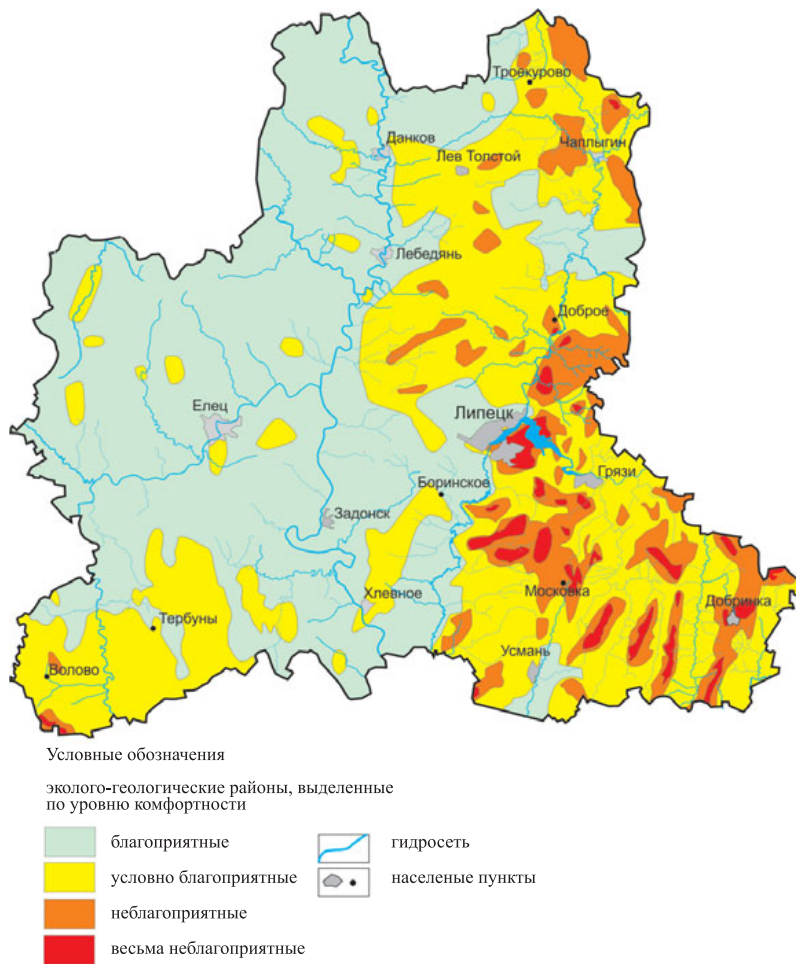 Троекурово
Данков
Лев Толстой
Чаплыгин
Лебедянь
Доброе
Елец
Липецк
Грязи
Боринское
Задонск
Хлевное
Московка
Добринка
Тербуны
Усмань
Волово
Условные обозначения
эколого-геологические районы, выделенные
по уровню комфортности
благоприятные
гидросеть
условно благоприятные
населеные пункты
неблагоприятные
весьма неблагоприятные